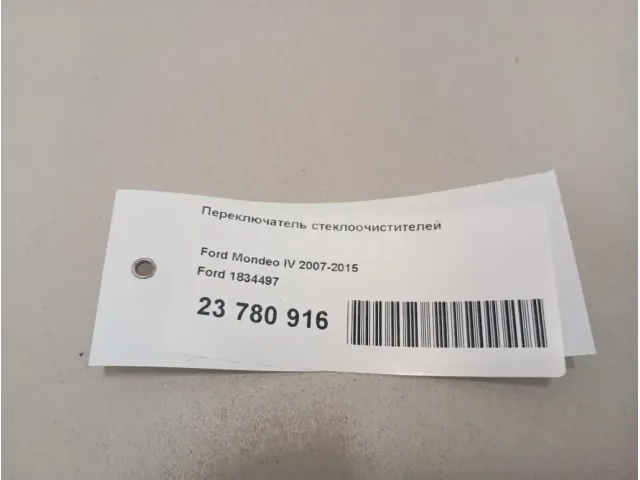 Переключатель стеклоочистителей
Ford Mondeo IV 2007-2015
Ford 1834497
23 780 916